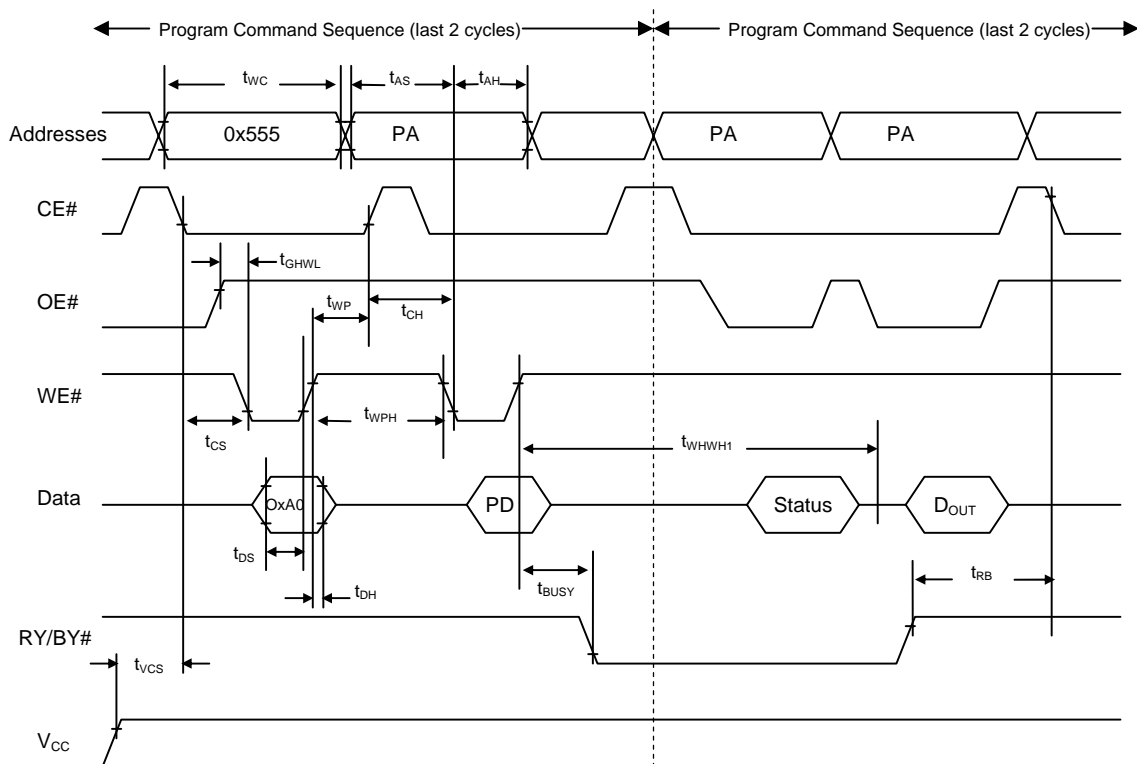 Program Command Sequence (last 2 cycles)
Program Command Sequence (last 2 cycles)
tWC
tAS
tAH
Addresses
0x555
PA
PA
PA
CE#
tGHWL
OE#
tWP
tCH
WE#
tCS
tWPH
tWHWH1
Data
OxA0
PD
Status
DOUT
tDS
tDH
tBUSY
tRB
RY/BY#
tVCS
VCC